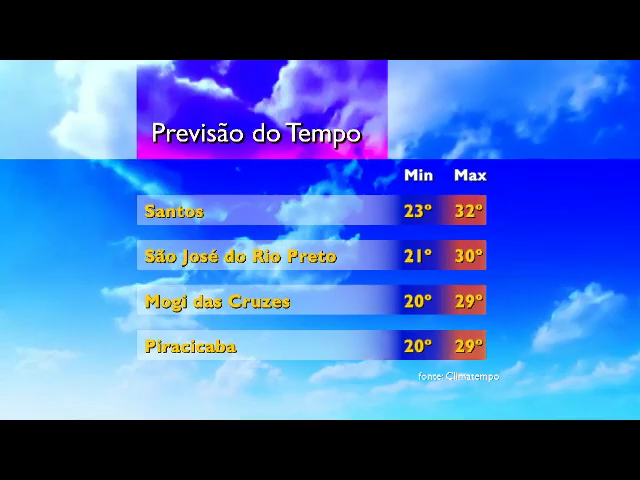 Previsão do Tempo
Min Max
Santos 23º 32º
São José do Rio Preto 21º 30º
Mogi das Cruzes 20º 29º
Piracicaba 20º 29º
fonte: Climatempo